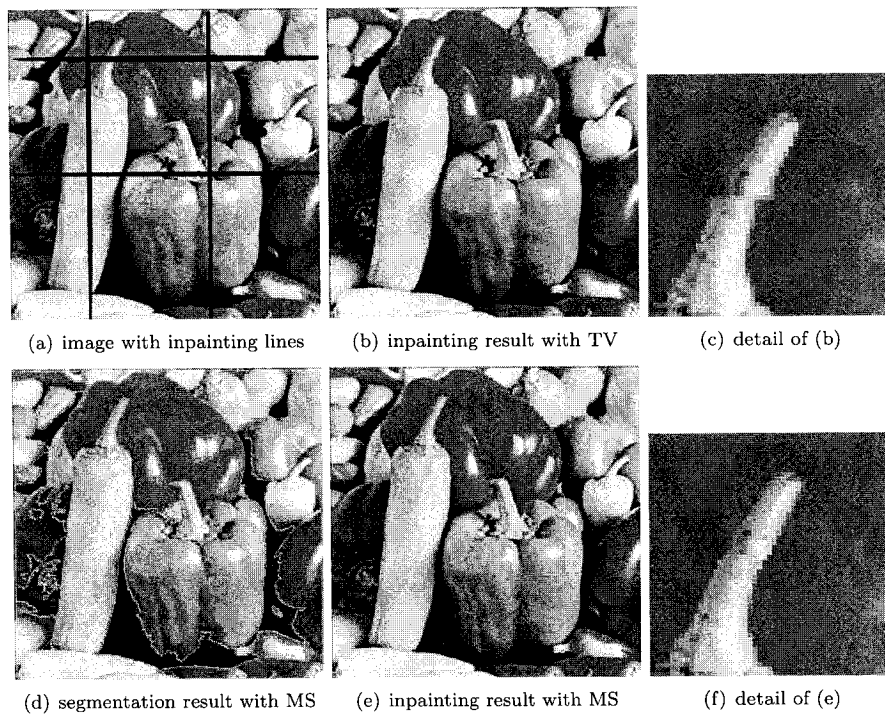 (a) image with inpainting lines
(b) inpainting result with TV
(c) detail of (b)
(d) segmentation result with MS
(e) inpainting result with MS
(f) detail of (e)